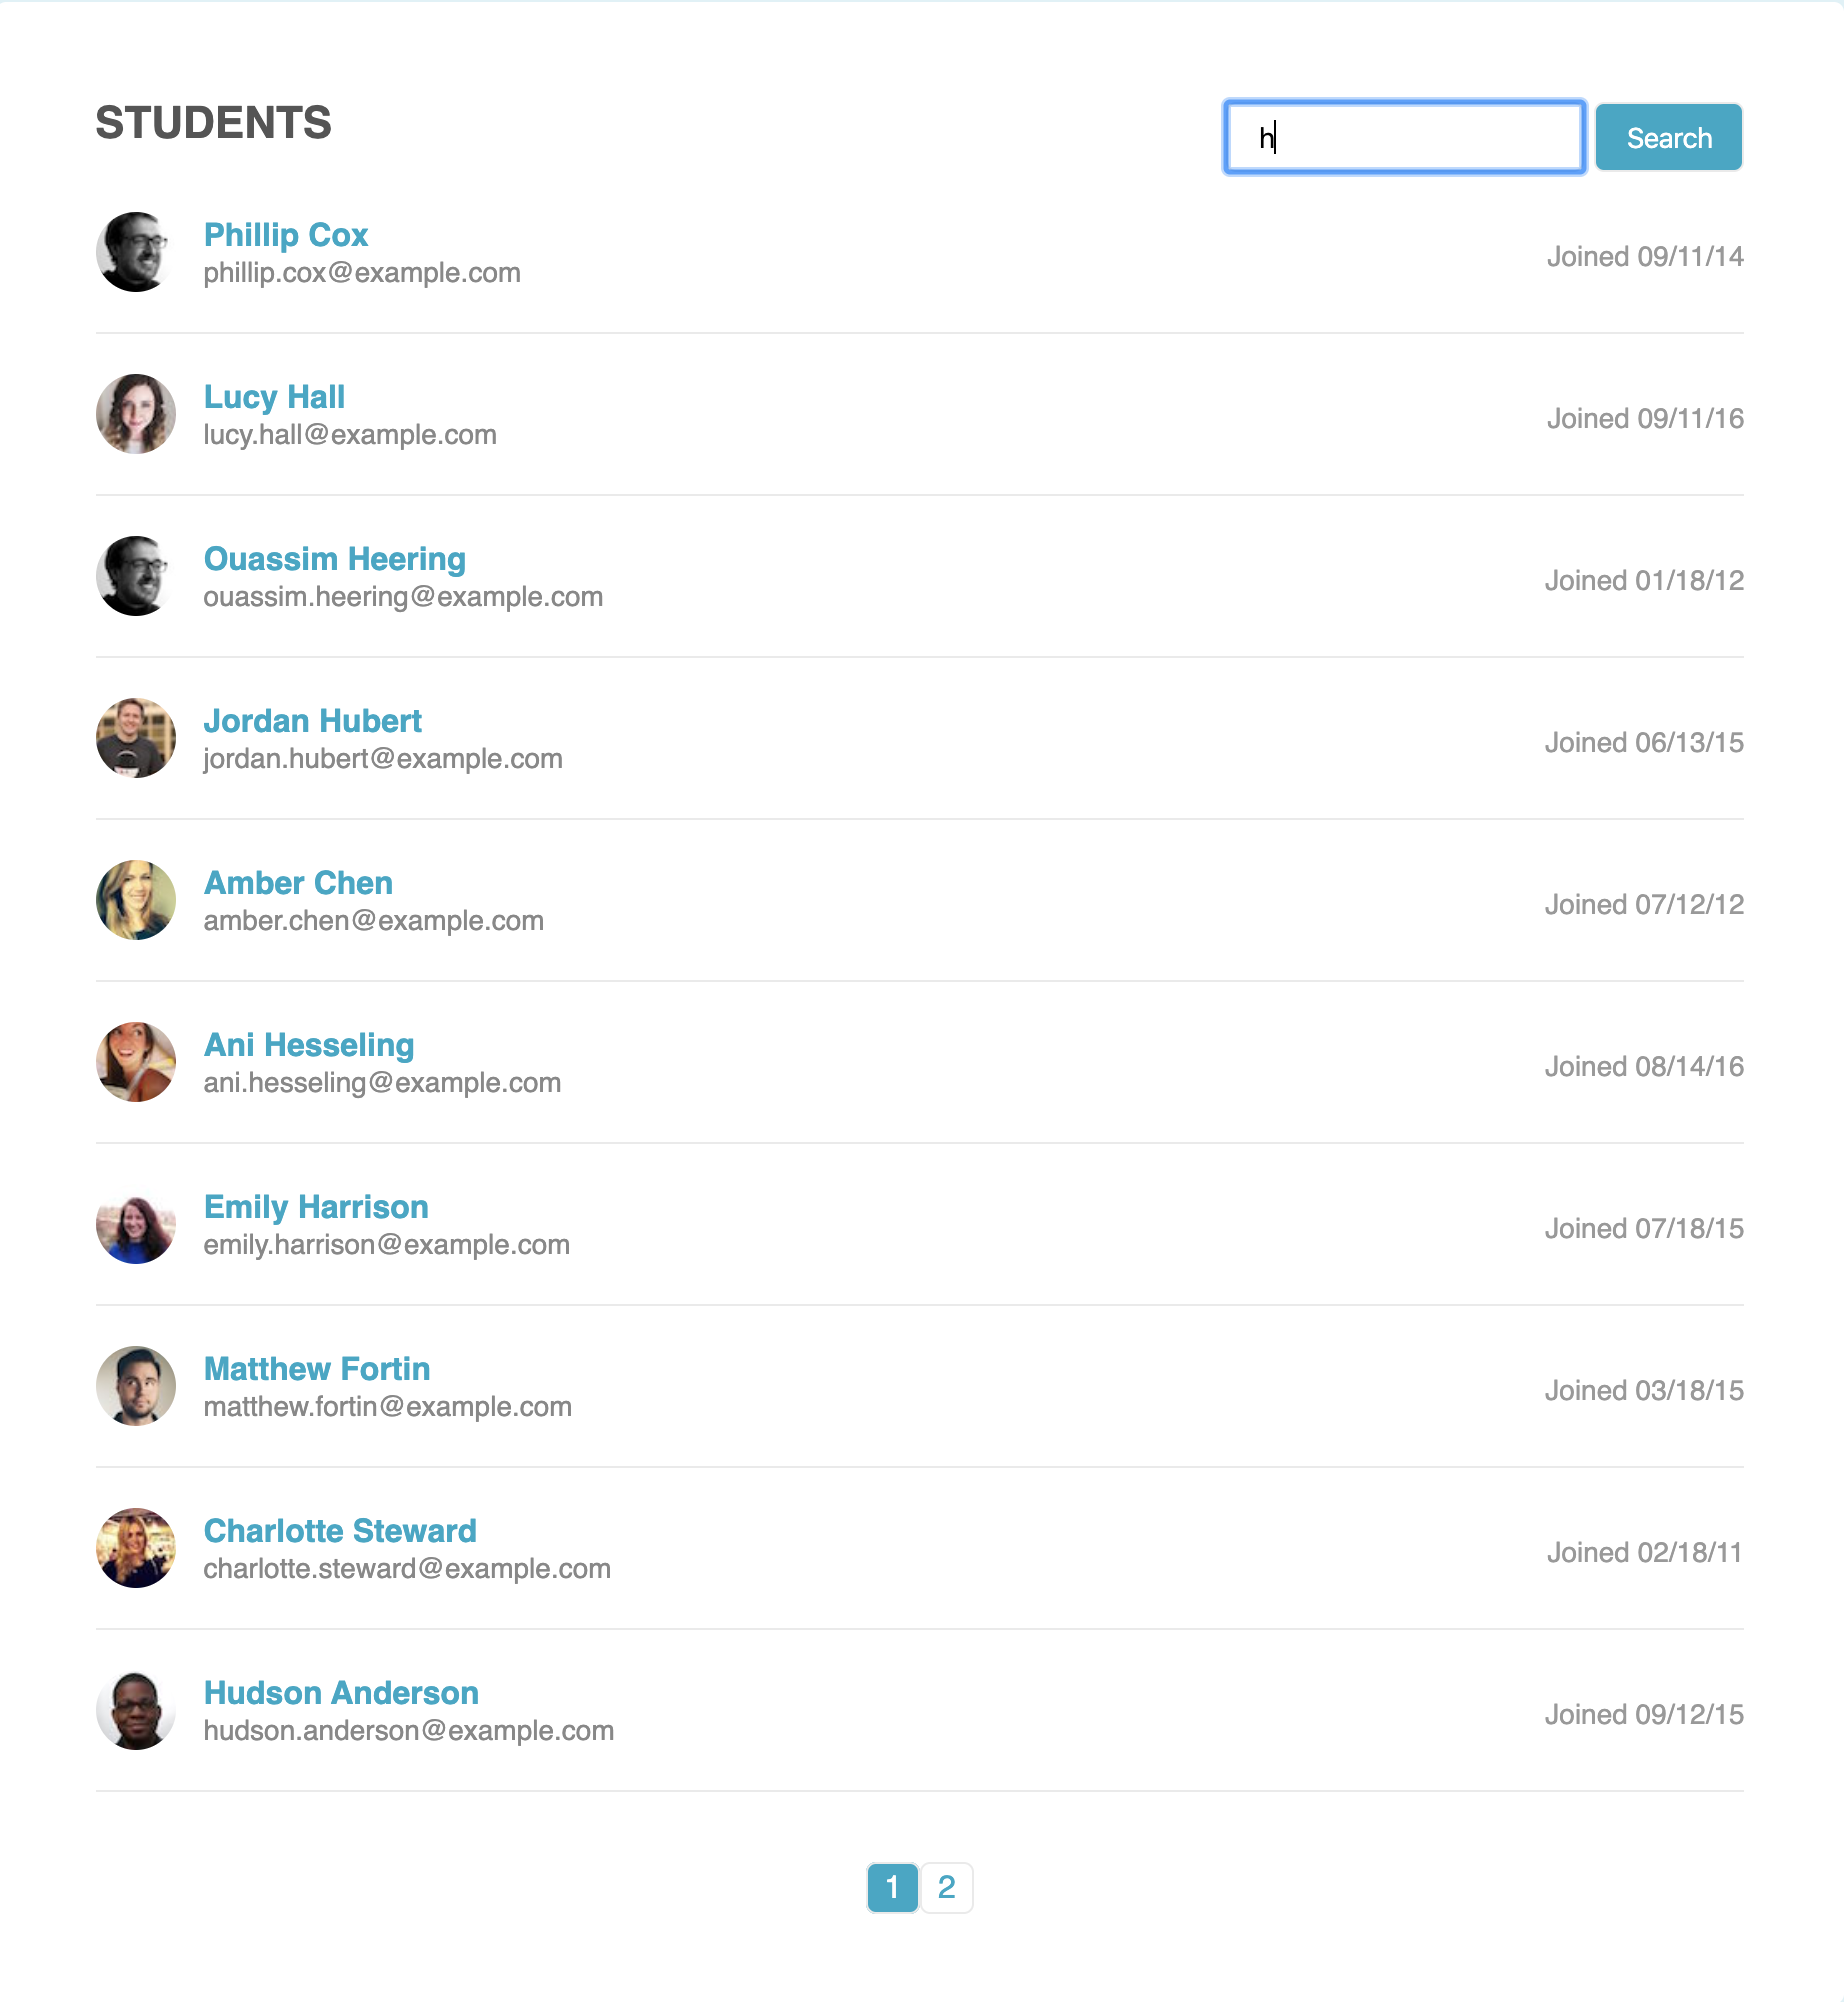 STUDENTS
h
Search
Phillip Cox
phillip.cox@example.com
Joined 09/11/14
Lucy Hall
lucy.hall@example.com
Joined 09/11/16
Ouassim Heering
ouassim.heering@example.com
Joined 01/18/12
Jordan Hubert
jordan.hubert@example.com
Joined 06/13/15
Amber Chen
amber.chen@example.com
Joined 07/12/12
Ani Hesseling
ani.hesseling@example.com
Joined 08/14/16
Emily Harrison
emily.harrison@example.com
Joined 07/18/15
Matthew Fortin
matthew.fortin@example.com
Joined 03/18/15
Charlotte Steward
charlotte.steward@example.com
Joined 02/18/11
Hudson Anderson
hudson.anderson@example.com
Joined 09/12/15
1 2